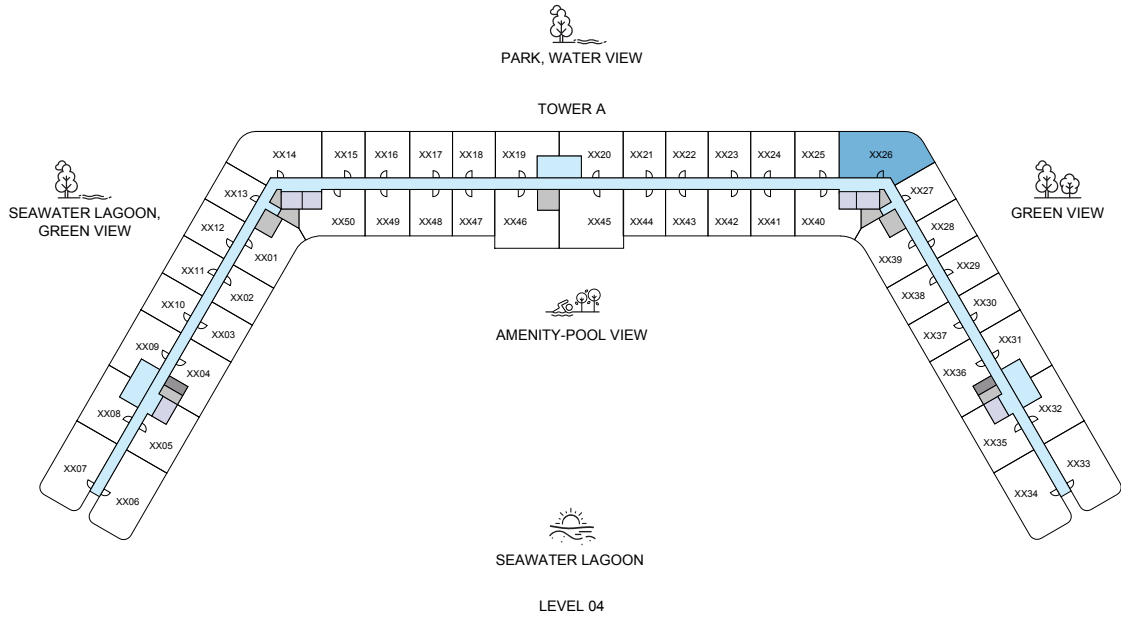 PARK, WATER VIEW
TOWER A
XX14
XX15
XX16
XX17
XX18
XX19
XX20
XX21
XX22
XX23
XX24
XX25
XX26
SEAWATER LAGOON,
GREEN VIEW
GREEN VIEW
XX13
XX12
XX11
XX10
XX09
XX08
XX07
XX01
XX02
XX03
XX04
XX05
XX06
XX50
XX49
XX48
XX47
XX46
XX45
XX44
XX43
XX42
XX41
XX40
XX27
XX28
XX29
XX30
XX31
XX32
XX33
XX39
XX38
XX37
XX36
XX35
XX34
AMENITY-POOL VIEW
SEAWATER LAGOON
LEVEL 04